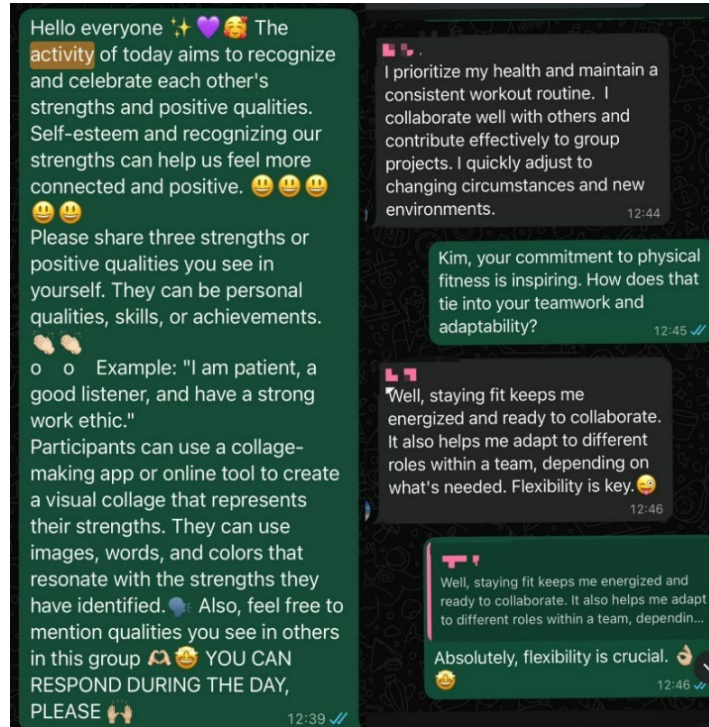 Hello everyone ✨💜🥰 The
activity of today aims to recognize
and celebrate each other's
strengths and positive qualities.
Self-esteem and recognizing our
strengths can help us feel more
connected and positive. 😃😃😃
😃😃
Please share three strengths or
positive qualities you see in
yourself. They can be personal
qualities, skills, or achievements.
👏🏻👏🏻
o o Example: "I am patient, a
good listener, and have a strong
work ethic."
Participants can use a collage-
making app or online tool to create
a visual collage that represents
their strengths. They can use
images, words, and colors that
resonate with the strengths they
have identified.🗣️ Also, feel free to
mention qualities you see in others
in this group 🫶🏻🤩 YOU CAN
RESPOND DURING THE DAY,
PLEASE 🙌🏻
12:39
I prioritize my health and maintain a
consistent workout routine. I
collaborate well with others and
contribute effectively to group
projects. I quickly adjust to
changing circumstances and new
environments.
12:44
Kim, your commitment to physical
fitness is inspiring. How does that
tie into your teamwork and
adaptability?
12:45
Well, staying fit keeps me
energized and ready to collaborate.
It also helps me adapt to different
roles within a team, depending on
what's needed. Flexibility is key.😜
12:46
Well, staying fit keeps me energized and
ready to collaborate. It also helps me adapt
to different roles within a team, dependin...
Absolutely, flexibility is crucial. 👌🏻
🤩
12:46